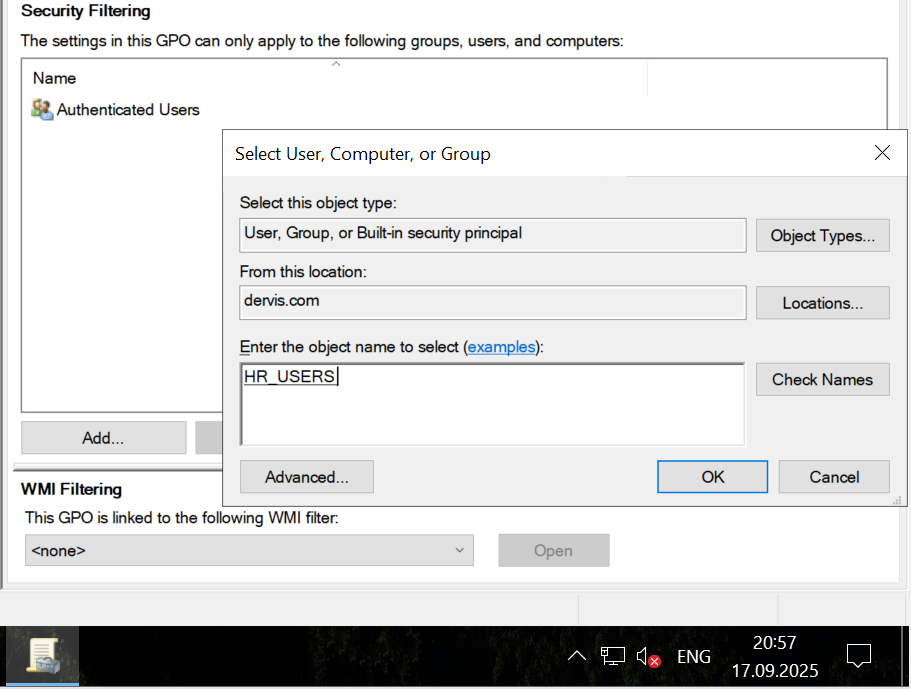 Security Filtering
The settings in this GPO can only apply to the following groups, users, and computers:
Name
Authenticated Users
Select User, Computer, or Group
Select this object type:
User, Group, or Built-in security principal
Object Types...
From this location:
dervis.com
Locations...
Enter the object name to select (examples):
HR_USERS
Check Names
Add...
Advanced...
OK
Cancel
WMI Filtering
This GPO is linked to the following WMI filter:
<none>
Open
ENG
20:57
17.09.2025